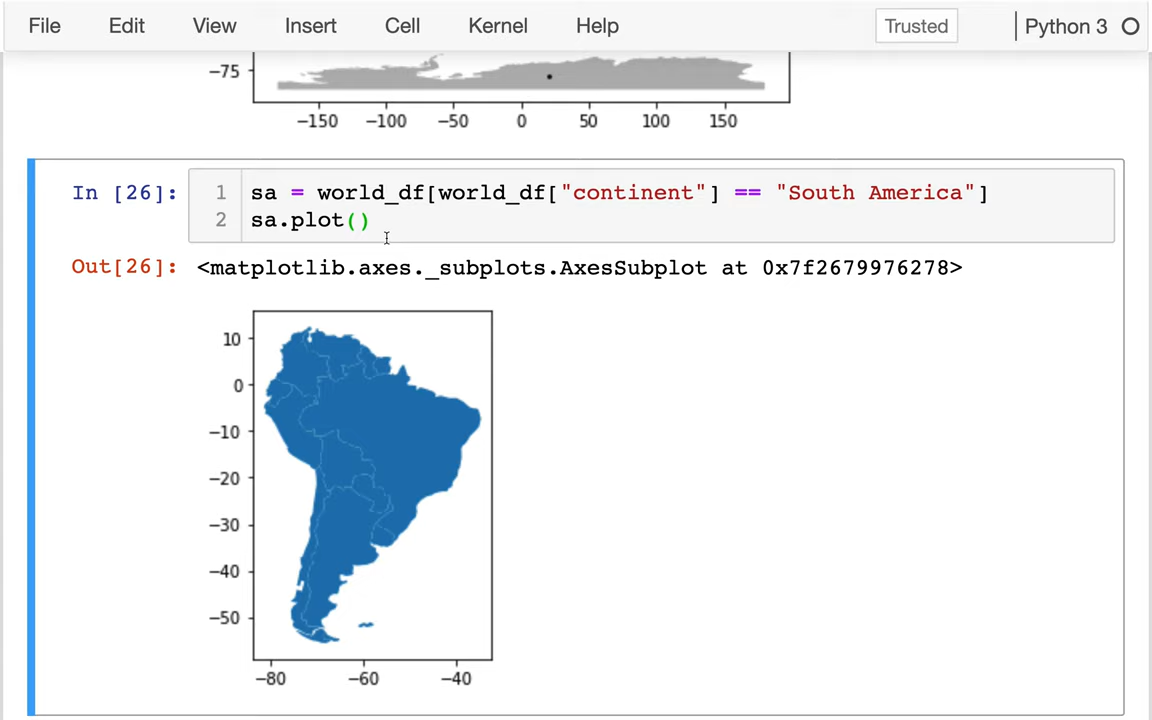 File Edit View Insert Cell Kernel Help Trusted Python 3
−75
−150 −100 −50 0 50 100 150
In [26]: 1 sa = world_df[world_df["continent"] == "South America"]
2 sa.plot()
Out[26]: <matplotlib.axes._subplots.AxesSubplot at 0x7f2679976278>
10
0
−10
−20
−30
−40
−50
−80 −60 −40